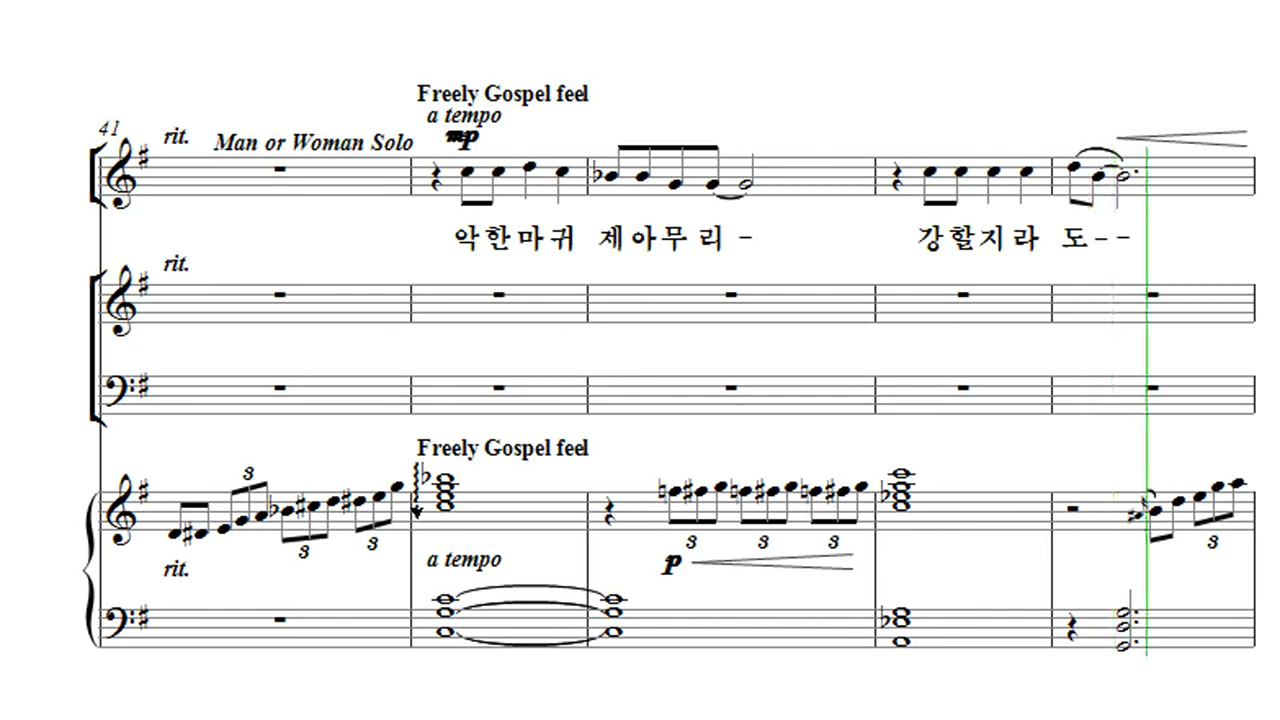 Freely Gospel feel
a tempo
41 rit. Man or Woman Solo mp
악한마귀 제아무리- 강할지라도--
rit.
Freely Gospel feel
3
3 3 3 3 3 3
rit. a tempo p